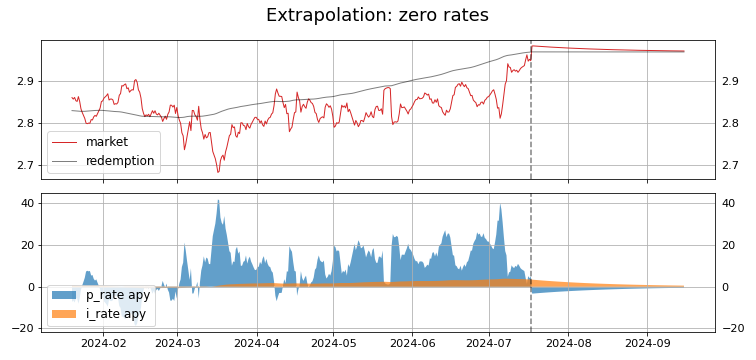 Extrapolation: zero rates
2.9 2.9
2.8 2.8
2.7 2.7
market
redemption
40 40
20 20
0 0
−20 −20
p_rate apy
i_rate apy
2024-02 2024-03 2024-04 2024-05 2024-06 2024-07 2024-08 2024-09